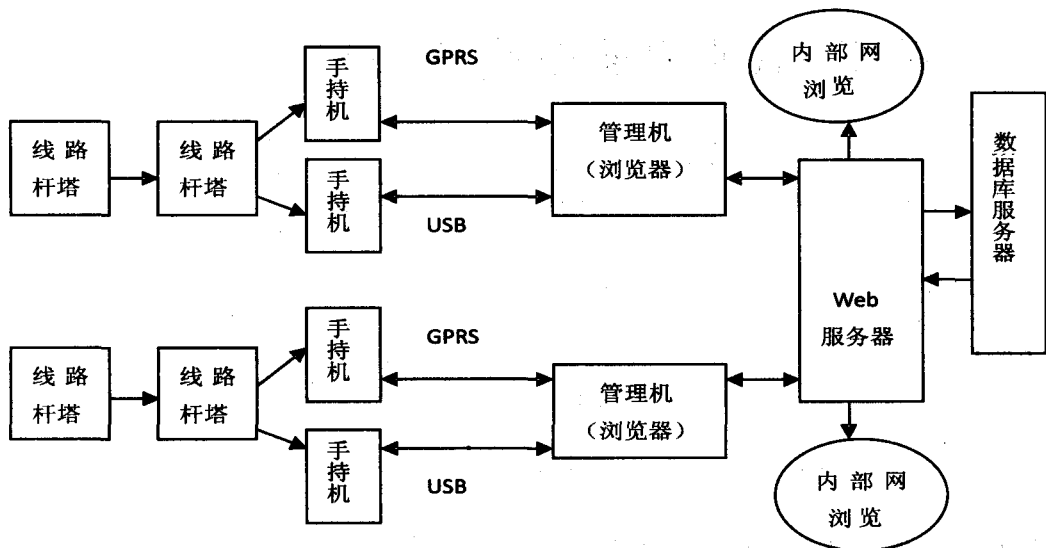 线 路
杆塔
线 路
杆塔
手持机
GPRS
手持机
USB
管理机
（浏览器）
内 部 网
浏览
Web
服务器
数据库服务器
线 路
杆塔
线 路
杆塔
手持机
GPRS
手持机
USB
管理机
（浏览器）
内 部 网
浏览